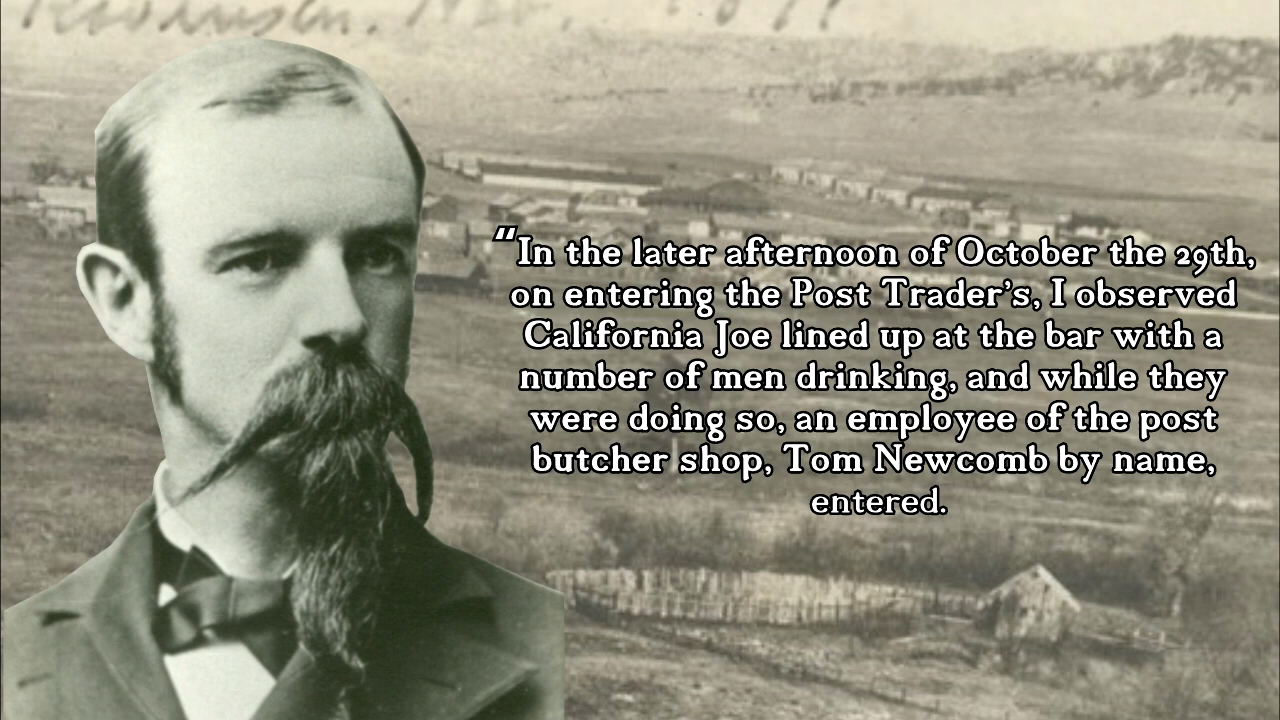 “In the later afternoon of October the 29th,
on entering the Post Trader’s, I observed
California Joe lined up at the bar with a
number of men drinking, and while they
were doing so, an employee of the post
butcher shop, Tom Newcomb by name,
entered.